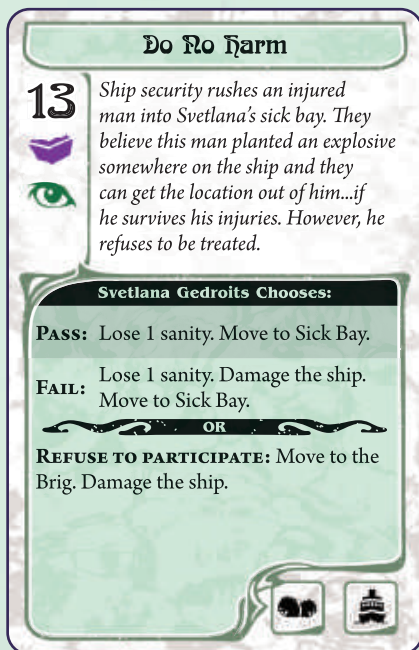 Do No Harm
13
Ship security rushes an injured
man into Svetlana's sick bay. They
believe this man planted an explosive
somewhere on the ship and they
can get the location out of him...if
he survives his injuries. However, he
refuses to be treated.
Svetlana Gedroits Chooses:
PASS: Lose 1 sanity. Move to Sick Bay.
FAIL: Lose 1 sanity. Damage the ship.
Move to Sick Bay.
OR
REFUSE TO PARTICIPATE: Move to the
Brig. Damage the ship.